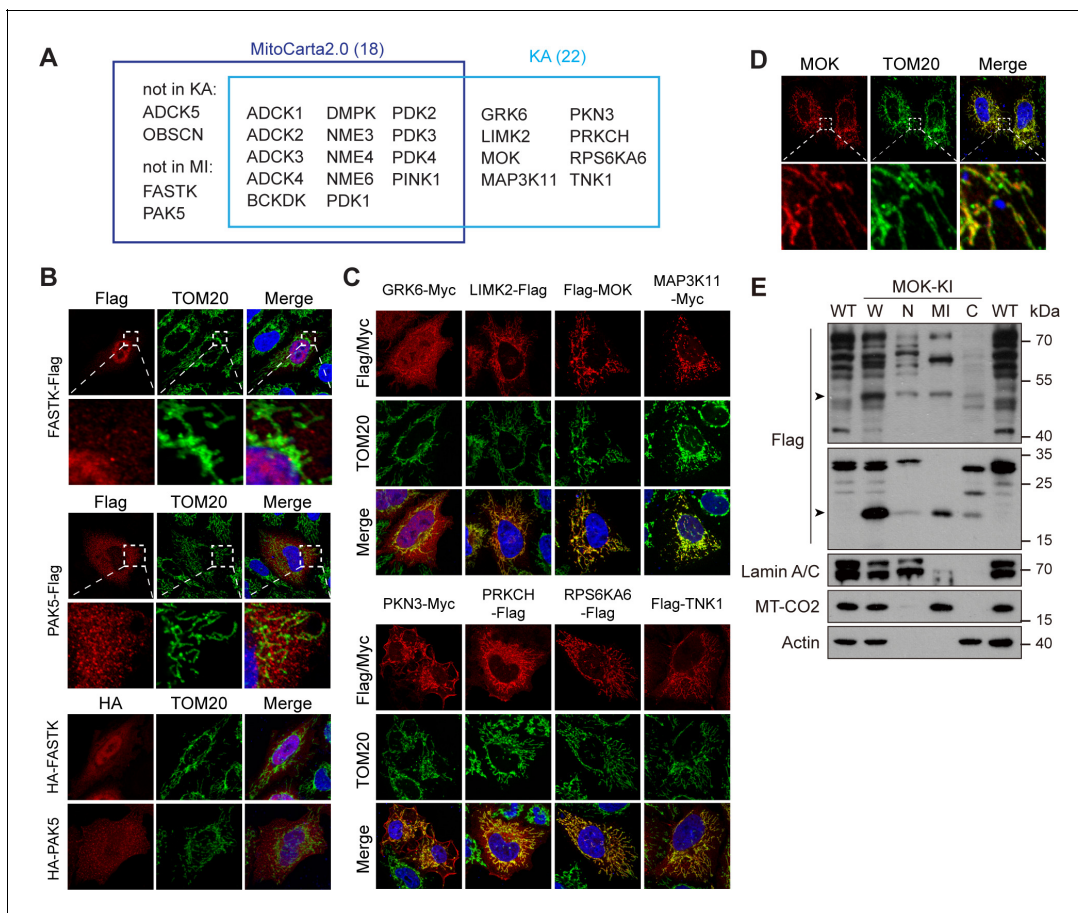 A
MitoCarta2.0 (18)
KA (22)
not in KA:
ADCK5
OBSCN
not in MI:
FASTK
PAK5
ADCK1 DMPK PDK2
ADCK2 NME3 PDK3
ADCK3 NME4 PDK4
ADCK4 NME6 PINK1
BCKDK PDK1
GRK6 PKN3
LIMK2 PRKCH
MOK RPS6KA6
MAP3K11 TNK1
B
Flag TOM20 Merge
FASTK-Flag
Flag TOM20 Merge
PAK5-Flag
HA TOM20 Merge
HA-FASTK
HA-PAK5
C
GRK6-Myc LIMK2-Flag Flag-MOK MAP3K11
-Myc
Flag/Myc
TOM20
Merge
PKN3-Myc PRKCH
-Flag RPS6KA6
-Flag Flag-TNK1
Flag/Myc
TOM20
Merge
D
MOK TOM20 Merge
E
MOK-KI
WT W N MI C WT kDa
Flag
70
55
40
35
25
15
Lamin A/C 70
MT-CO2 15
Actin 40